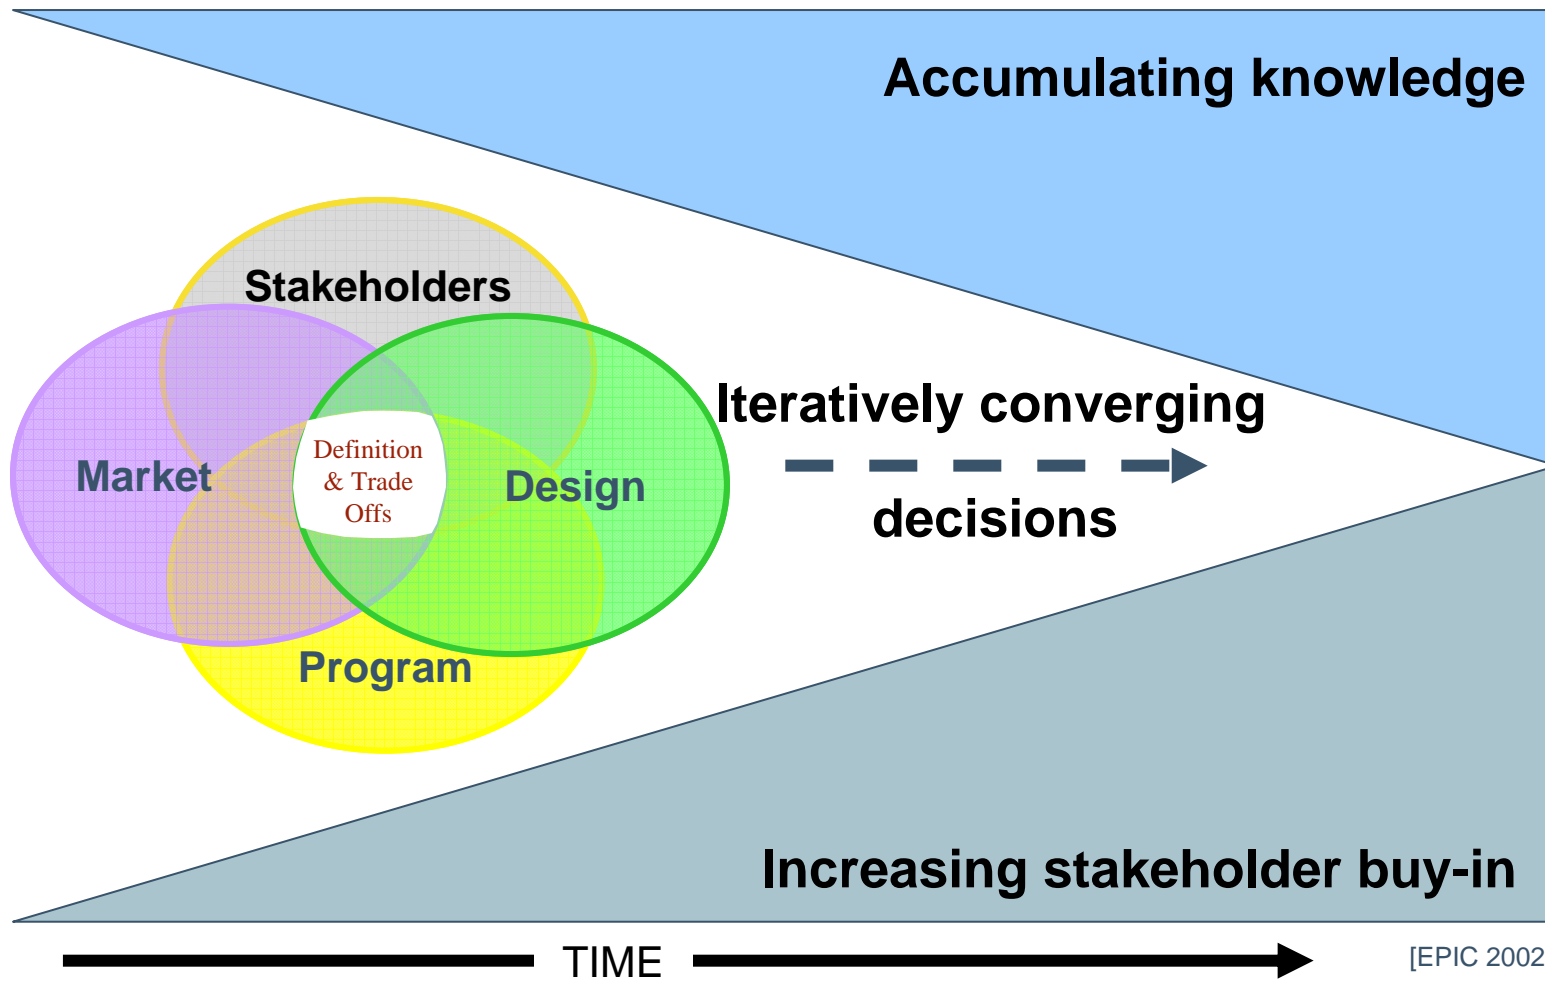 Accumulating knowledge
Stakeholders
Market
Definition
& Trade
Offs
Design
Program
Iteratively converging
decisions
Increasing stakeholder buy-in
TIME
[EPIC 2002